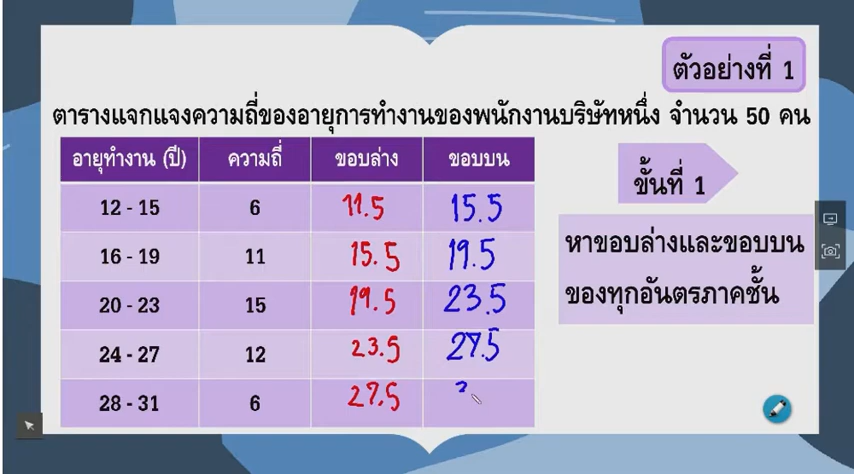 ตัวอย่างที่ 1
ตารางแจกแจงความถี่ของอายุการทำงานของพนักงานบริษัทหนึ่ง จำนวน 50 คน
อายุทำงาน (ปี) ความถี่ ขอบล่าง ขอบบน
12 - 15 6 11.5 15.5
16 - 19 11 15.5 19.5
20 - 23 15 19.5 23.5
24 - 27 12 23.5 27.5
28 - 31 6 27.5
ขั้นที่ 1
หาขอบล่างและขอบบน
ของทุกอันตรภาคชั้น